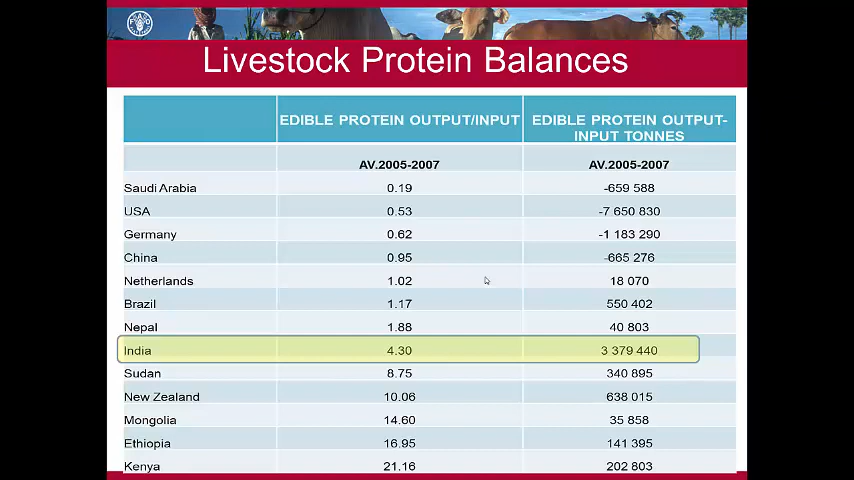 Livestock Protein Balances
EDIBLE PROTEIN OUTPUT/INPUT
EDIBLE PROTEIN OUTPUT-
INPUT TONNES
AV.2005-2007 AV.2005-2007
Saudi Arabia 0.19 -659 588
USA 0.53 -7 650 830
Germany 0.62 -1 183 290
China 0.95 -665 276
Netherlands 1.02 18 070
Brazil 1.17 550 402
Nepal 1.88 40 803
India 4.30 3 379 440
Sudan 8.75 340 895
New Zealand 10.06 638 015
Mongolia 14.60 35 858
Ethiopia 16.95 141 395
Kenya 21.16 202 803